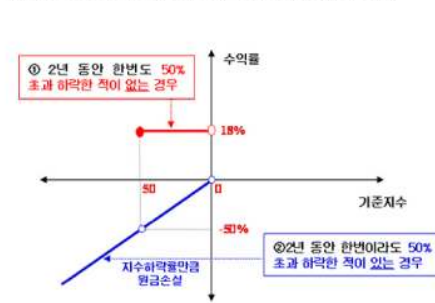 수익률
① 2년 동안 한번도 50%
초과 하락한 적이 없는 경우
18%
50
0
기준지수
-50%
②2년 동안 한번이라도 50%
초과 하락한 적이 있는 경우
지수하락률만큼
원금손실